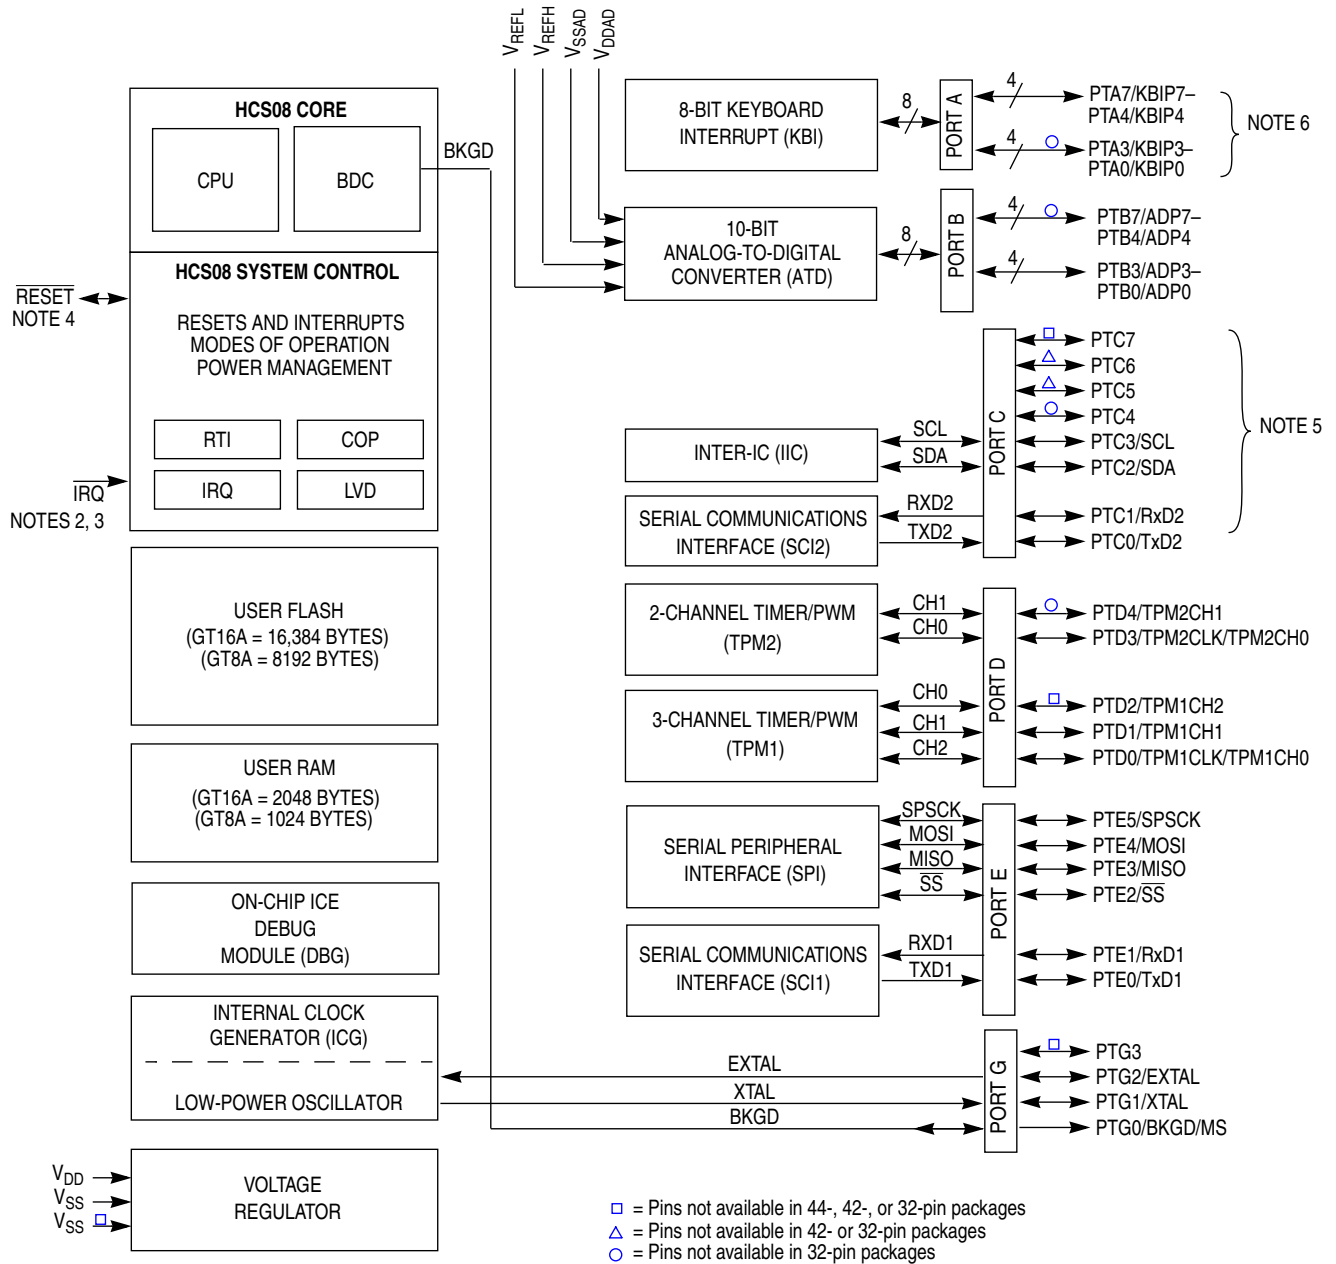 V_REFL
V_REFH
V_SSAD
V_DDAD
HCS08 CORE
CPU
BDC
BKGD
HCS08 SYSTEM CONTROL
RESETS AND INTERRUPTS
MODES OF OPERATION
POWER MANAGEMENT
RTI
COP
IRQ
LVD
RESET
NOTE 4
IRQ
NOTES 2, 3
USER FLASH
(GT16A = 16,384 BYTES)
(GT8A = 8192 BYTES)
USER RAM
(GT16A = 2048 BYTES)
(GT8A = 1024 BYTES)
ON-CHIP ICE
DEBUG
MODULE (DBG)
INTERNAL CLOCK
GENERATOR (ICG)
LOW-POWER OSCILLATOR
V_DD
V_SS
V_SS
VOLTAGE
REGULATOR
8-BIT KEYBOARD
INTERRUPT (KBI)
8
PORT A
4
PTA7/KBIP7–
PTA4/KBIP4
4
PTA3/KBIP3–
PTA0/KBIP0
NOTE 6
10-BIT
ANALOG-TO-DIGITAL
CONVERTER (ATD)
8
PORT B
4
PTB7/ADP7–
PTB4/ADP4
4
PTB3/ADP3–
PTB0/ADP0
INTER-IC (IIC)
SCL
SDA
SERIAL COMMUNICATIONS
INTERFACE (SCI2)
RXD2
TXD2
PORT C
PTC7
PTC6
PTC5
PTC4
PTC3/SCL
PTC2/SDA
PTC1/RxD2
PTC0/TxD2
NOTE 5
2-CHANNEL TIMER/PWM
(TPM2)
CH1
CH0
3-CHANNEL TIMER/PWM
(TPM1)
CH0
CH1
CH2
PORT D
PTD4/TPM2CH1
PTD3/TPM2CLK/TPM2CH0
PTD2/TPM1CH2
PTD1/TPM1CH1
PTD0/TPM1CLK/TPM1CH0
SERIAL PERIPHERAL
INTERFACE (SPI)
SPSCK
MOSI
MISO
SS
SERIAL COMMUNICATIONS
INTERFACE (SCI1)
RXD1
TXD1
PORT E
PTE5/SPSCK
PTE4/MOSI
PTE3/MISO
PTE2/SS
PTE1/RxD1
PTE0/TxD1
EXTAL
XTAL
BKGD
PORT G
PTG3
PTG2/EXTAL
PTG1/XTAL
PTG0/BKGD/MS
= Pins not available in 44-, 42-, or 32-pin packages
= Pins not available in 42- or 32-pin packages
= Pins not available in 32-pin packages